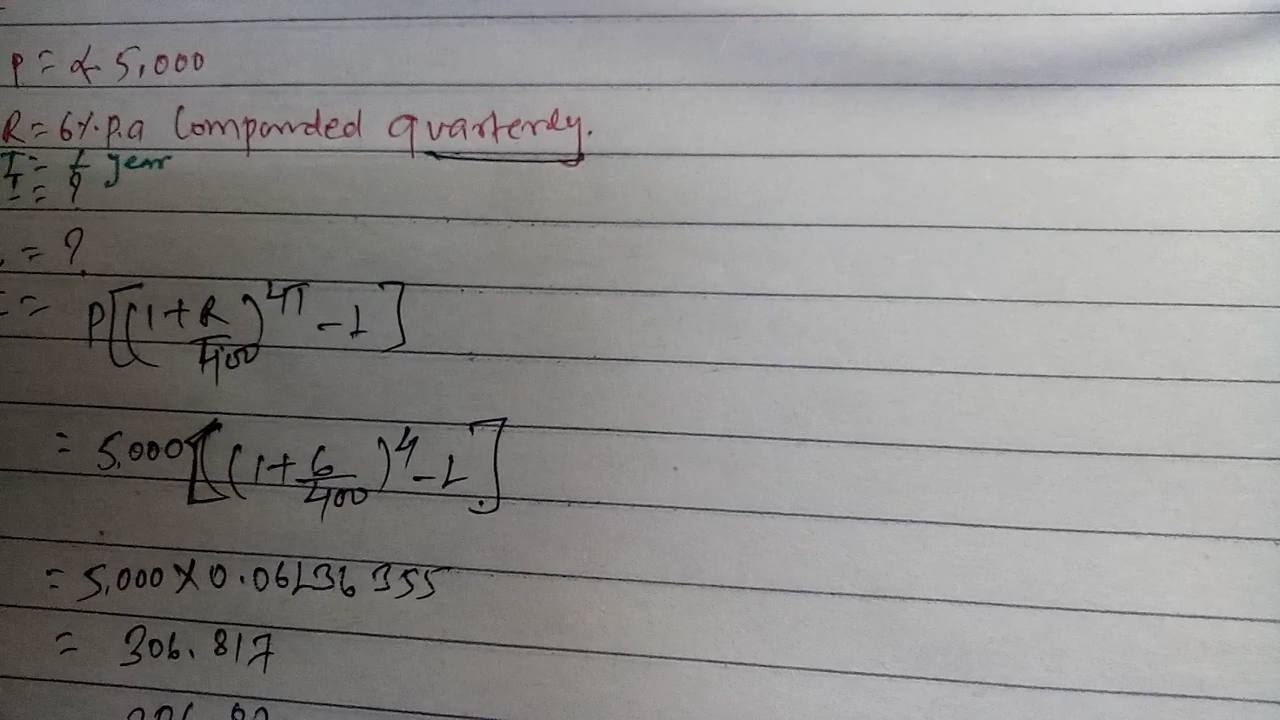 P = £ 5,000
R = 6%. P.a Compounded quarterly.
T = 1 year
I = ?
= ?
= P[(1 + R/400)^4T - 1]
= 5,000[(1 + 6/400)^4 - 1]
= 5,000 X 0.06136355
= 306.817